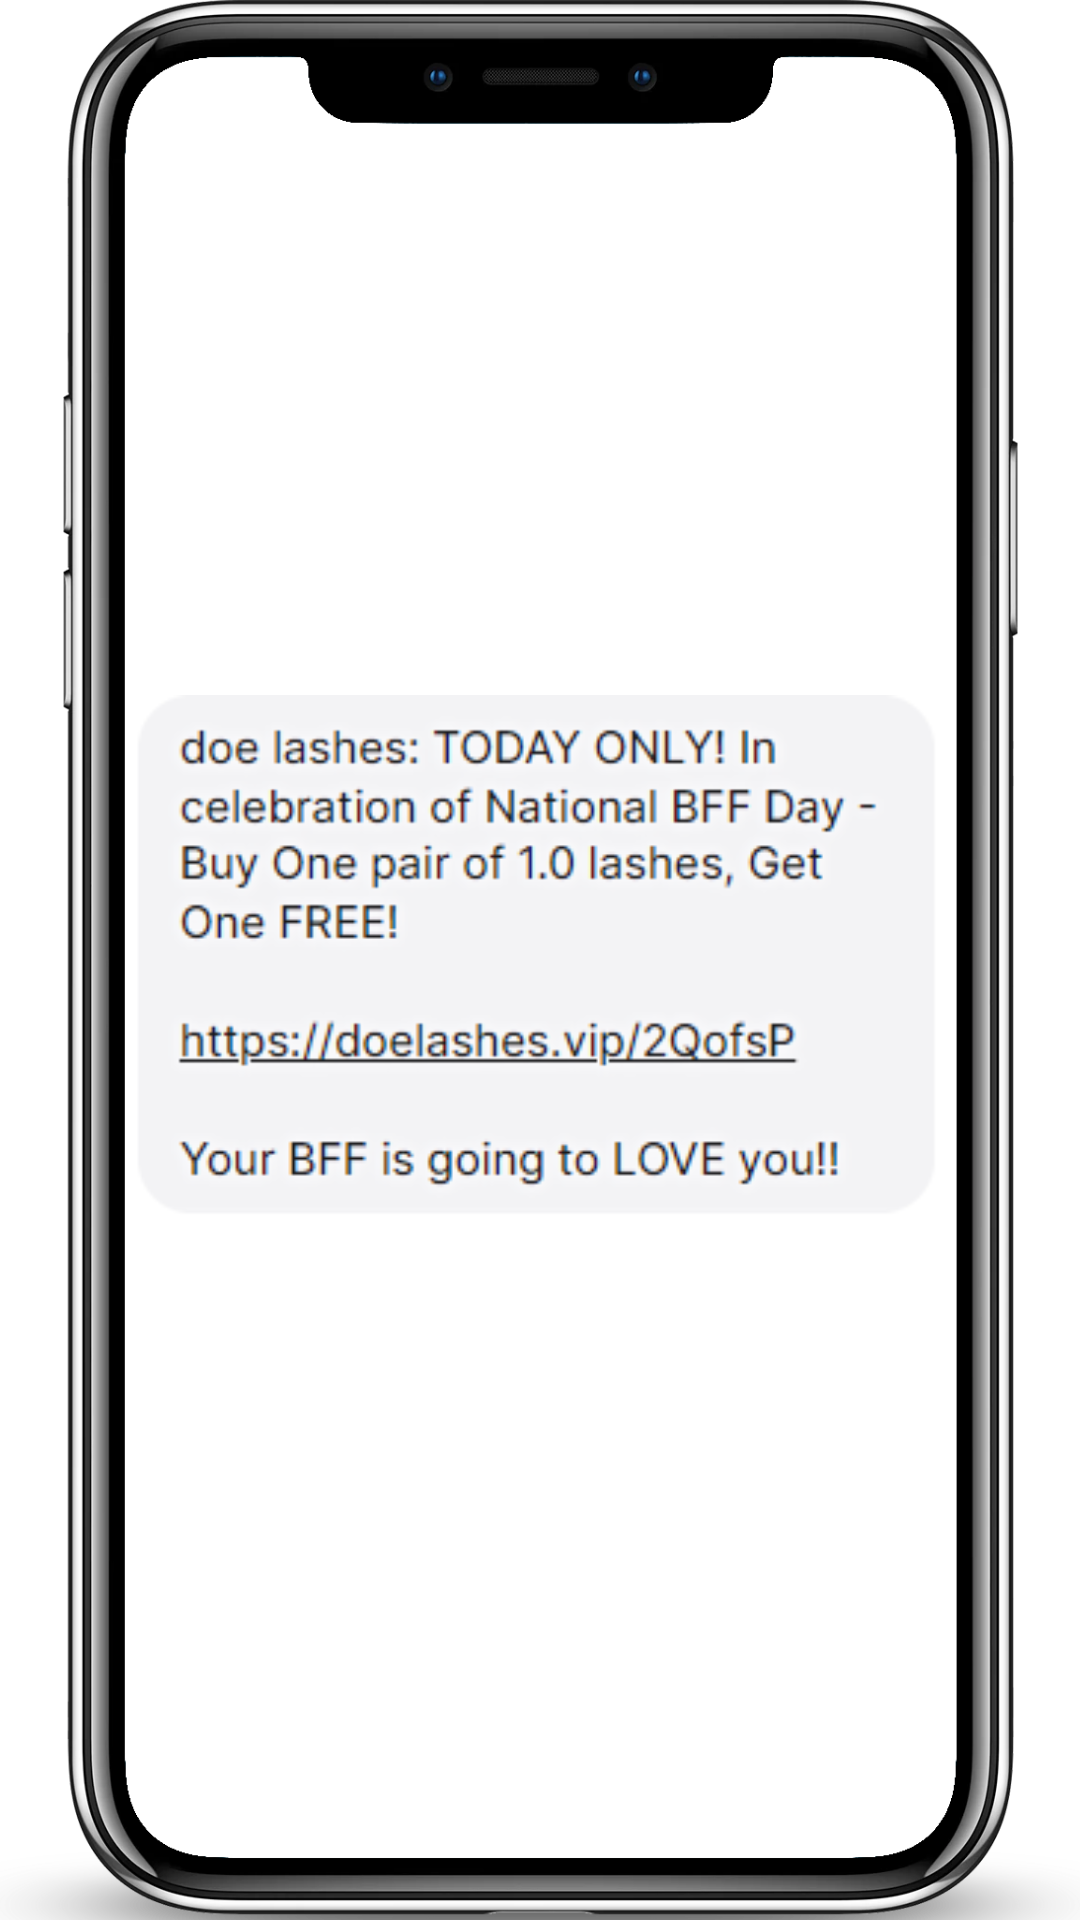 doe lashes: TODAY ONLY! In
celebration of National BFF Day -
Buy One pair of 1.0 lashes, Get
One FREE!
https://doelashes.vip/2QofsP
Your BFF is going to LOVE you!!